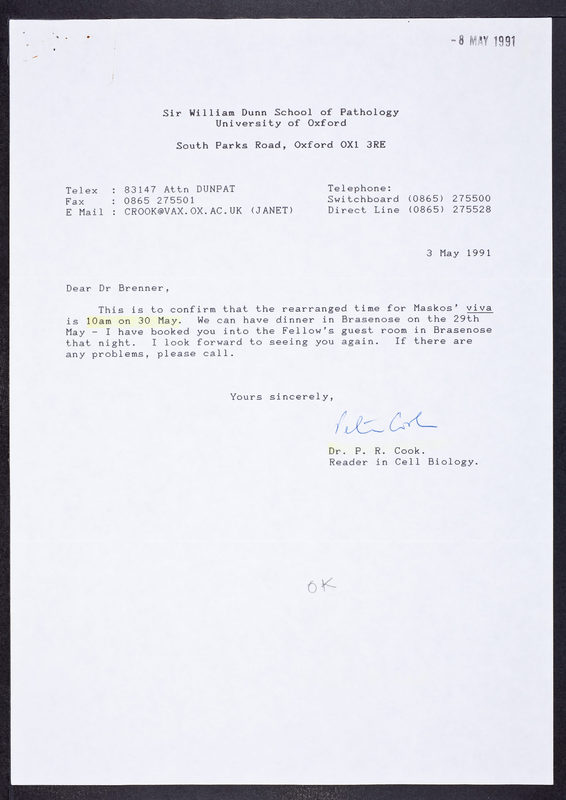 -8 MAY 1991
Sir William Dunn School of Pathology
University of Oxford
South Parks Road, Oxford OX1 3RE
Telex : 83147 Attn DUNPAT
Fax : 0865 275501
E Mail : CROOK@VAX.OX.AC.UK (JANET)
Telephone:
Switchboard (0865) 275500
Direct Line (0865) 275528
3 May 1991
Dear Dr Brenner,
This is to confirm that the rearranged time for Maskos' viva
is 10am on 30 May. We can have dinner in Brasenose on the 29th
May - I have booked you into the Fellow's guest room in Brasenose
that night. I look forward to seeing you again. If there are
any problems, please call.
Yours sincerely,
Peter Cook
Dr. P. R. Cook.
Reader in Cell Biology.
OK